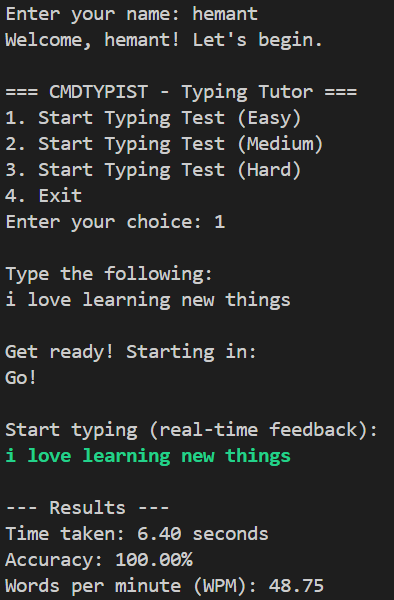 Enter your name: hemant
Welcome, hemant! Let's begin.
=== CMDTYPIST - Typing Tutor ===
1. Start Typing Test (Easy)
2. Start Typing Test (Medium)
3. Start Typing Test (Hard)
4. Exit
Enter your choice: 1
Type the following:
i love learning new things
Get ready! Starting in:
Go!
Start typing (real-time feedback):
i love learning new things
--- Results ---
Time taken: 6.40 seconds
Accuracy: 100.00%
Words per minute (WPM): 48.75